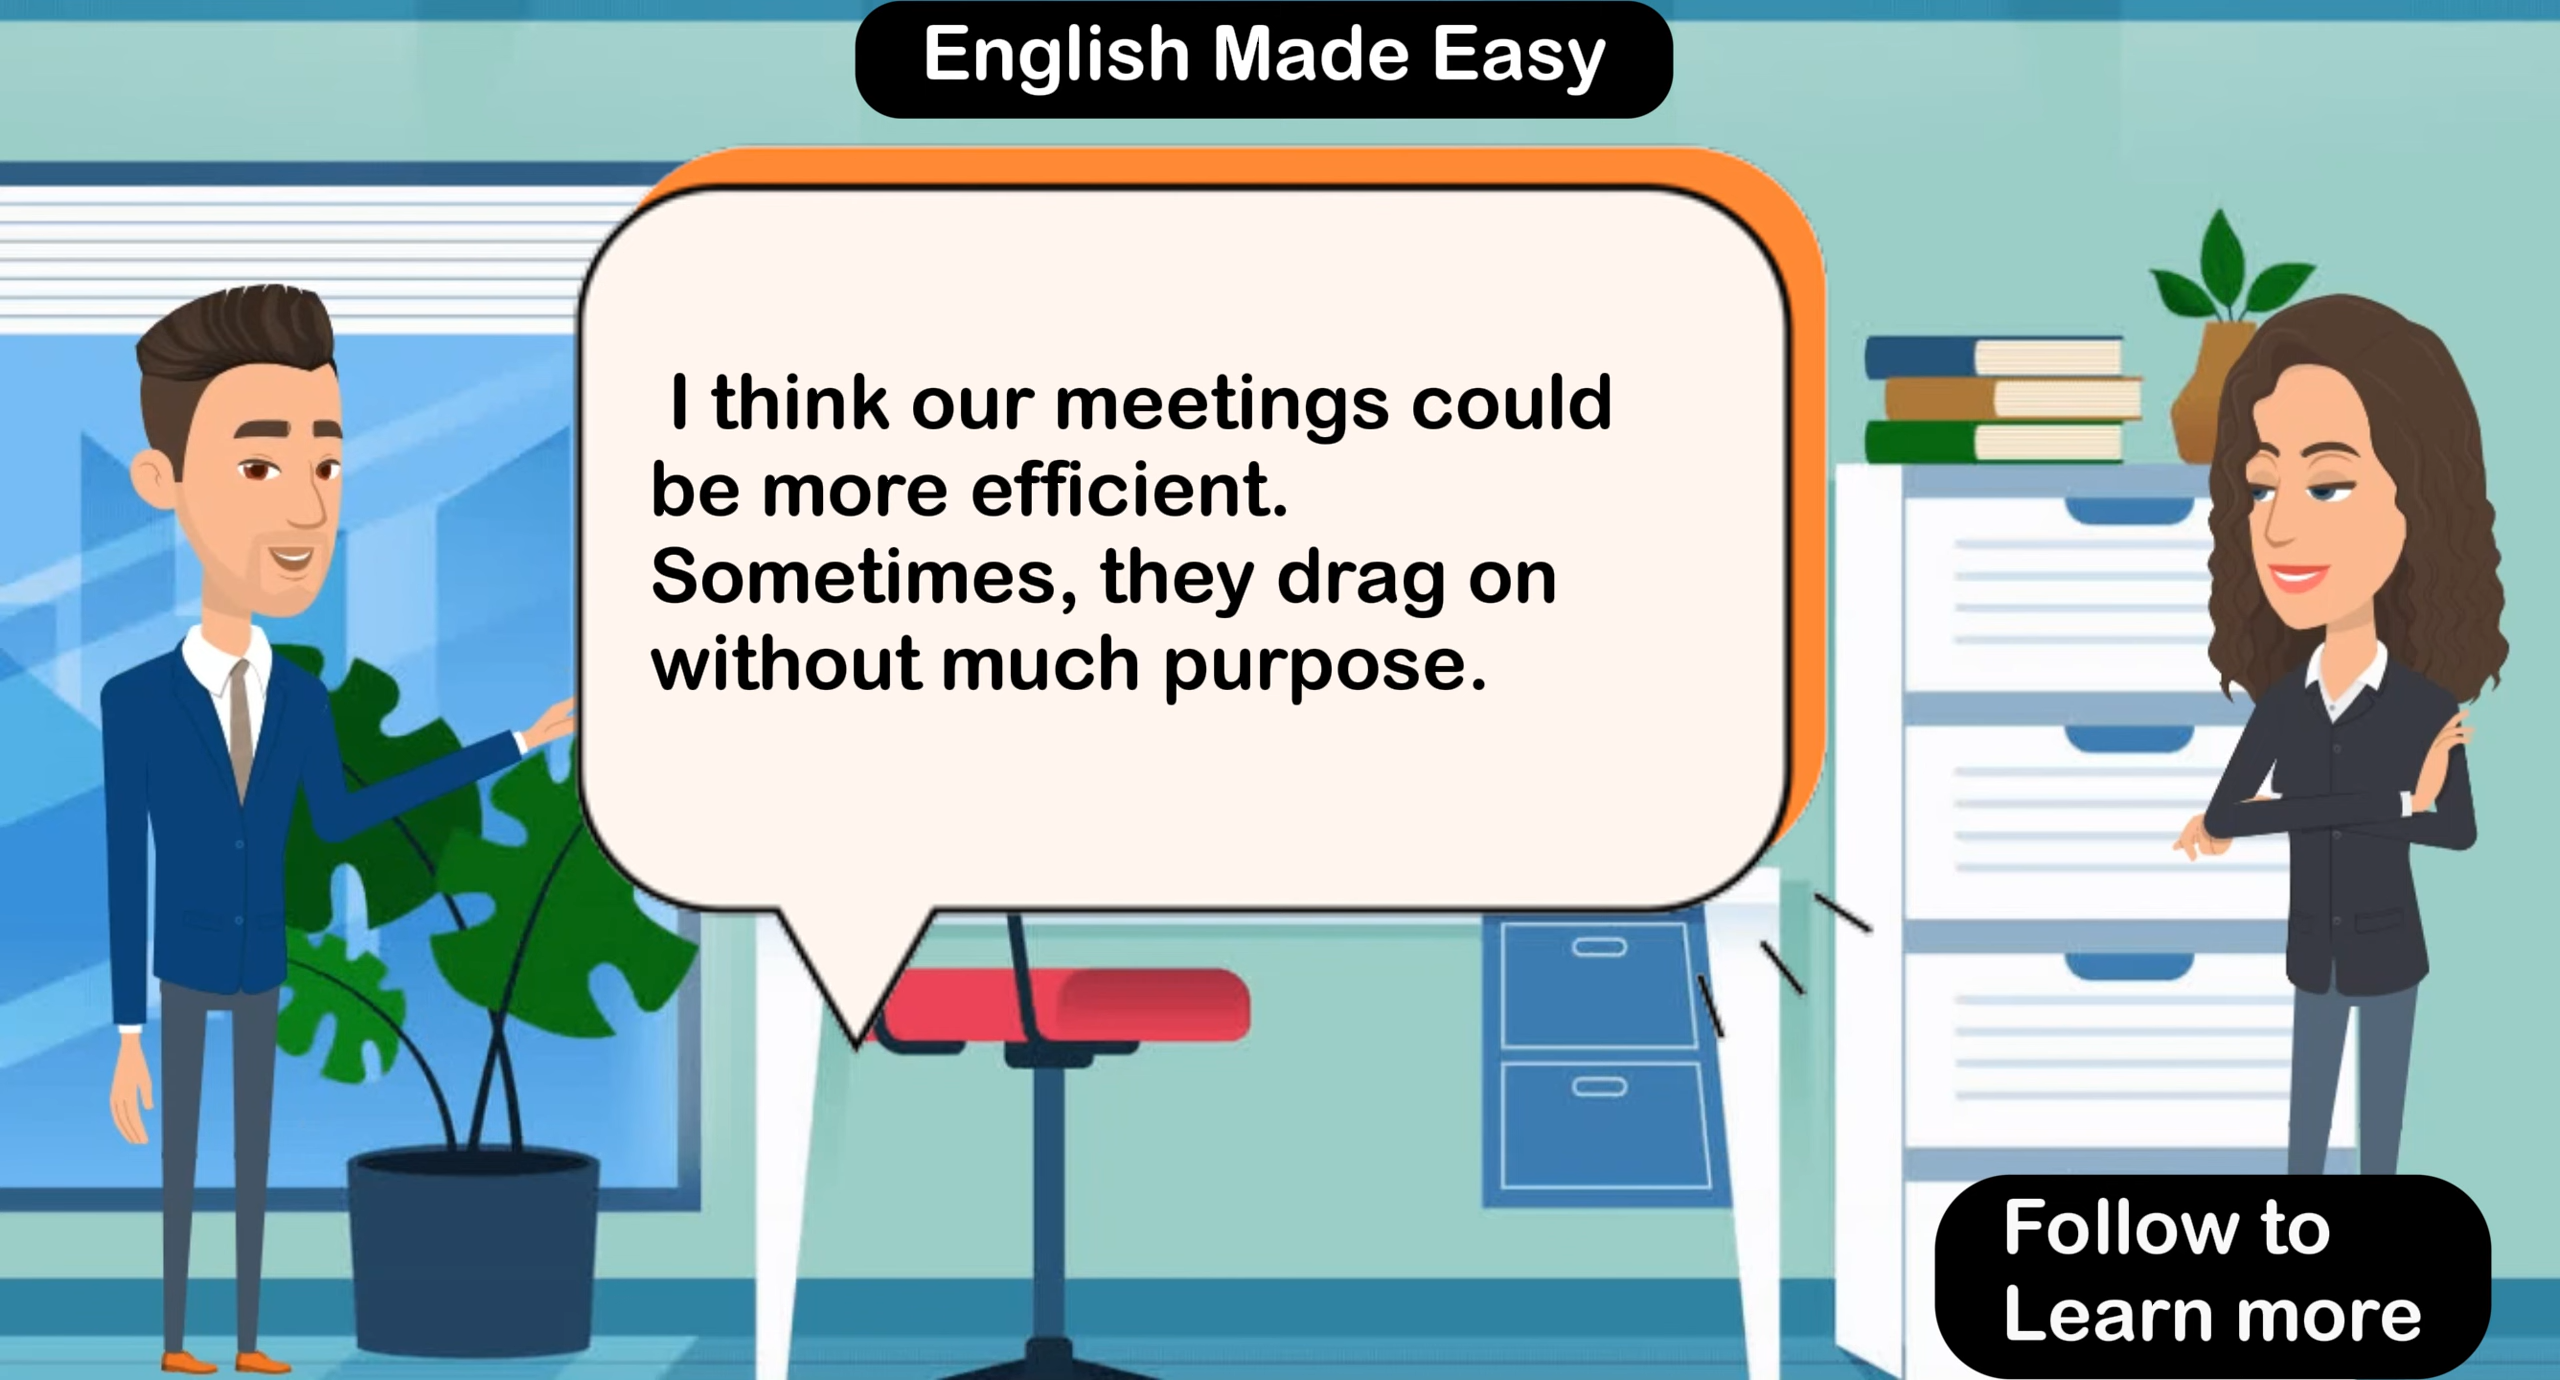 English Made Easy
I think our meetings could
be more efficient.
Sometimes, they drag on
without much purpose.
Follow to
Learn more